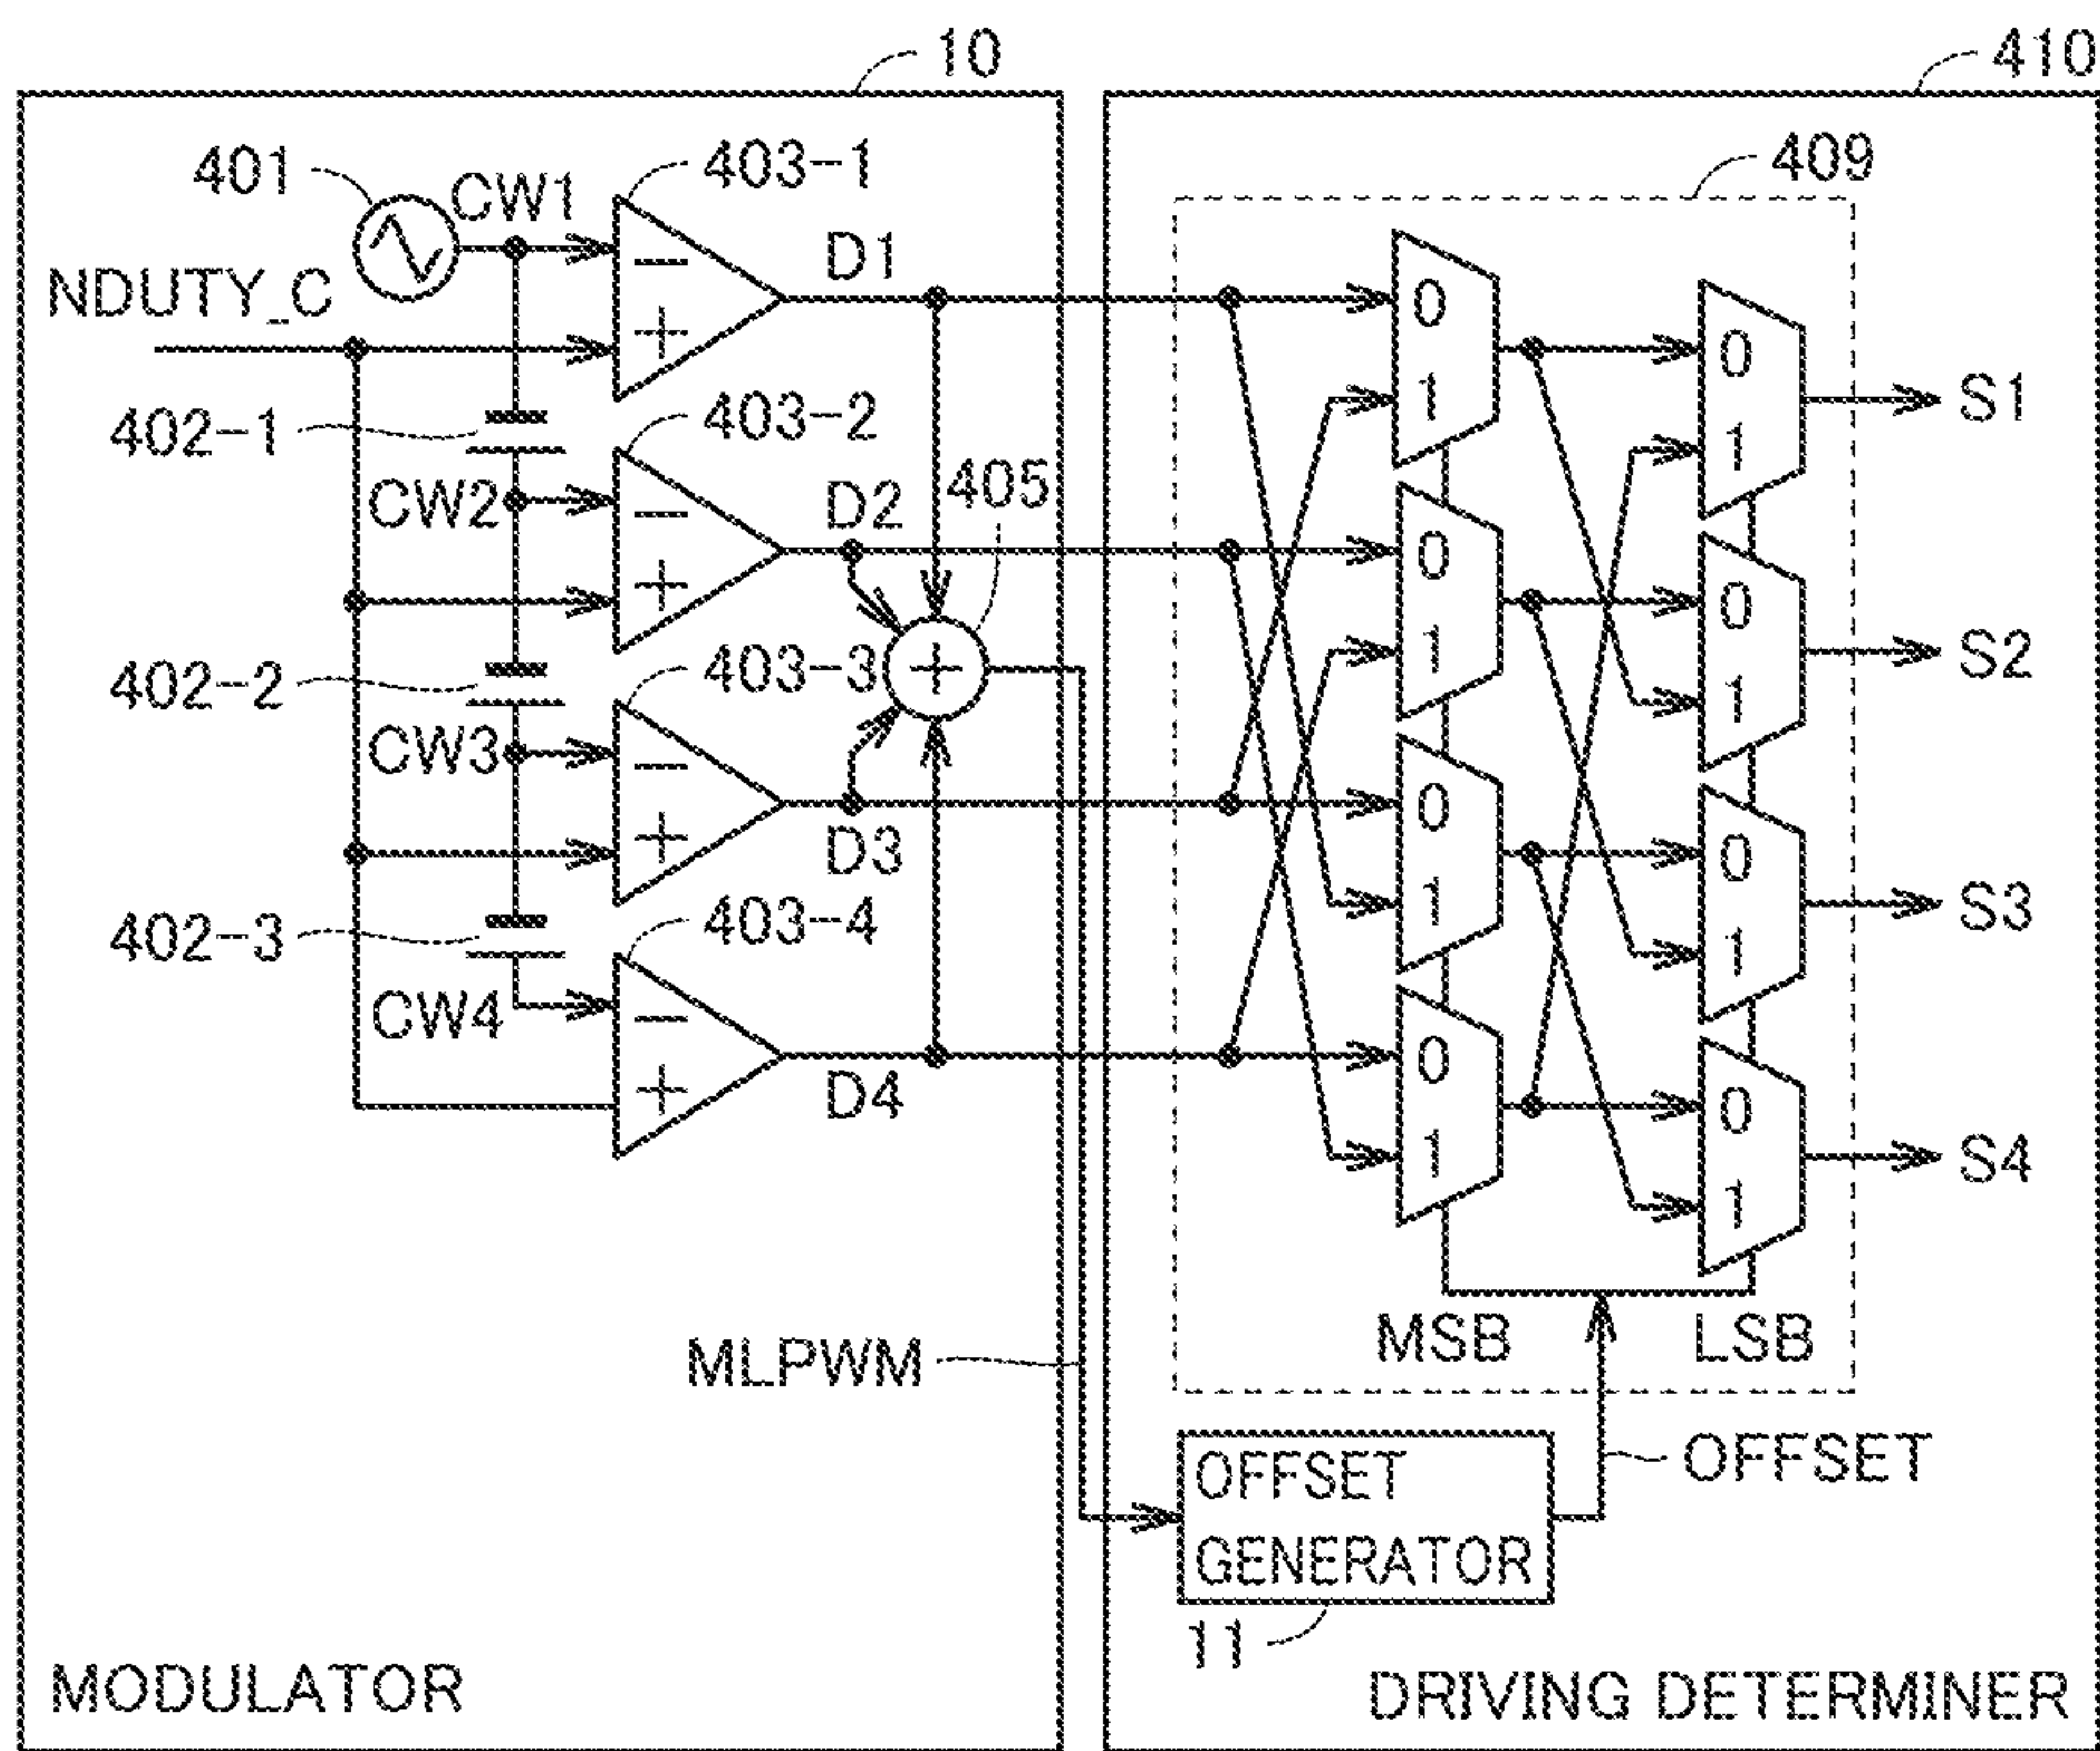 10
410
401
CW1
403-1
409
NDUTY_C
D1
−
+
0
1
0
1
S1
402-1
403-2
CW2
D2
405
−
+
+
0
1
0
1
S2
402-2
403-3
CW3
D3
−
+
0
1
0
1
S3
402-3
403-4
CW4
D4
−
+
0
1
0
1
S4
MSB
LSB
MLPWM
OFFSET
GENERATOR
OFFSET
11
MODULATOR
DRIVING DETERMINER